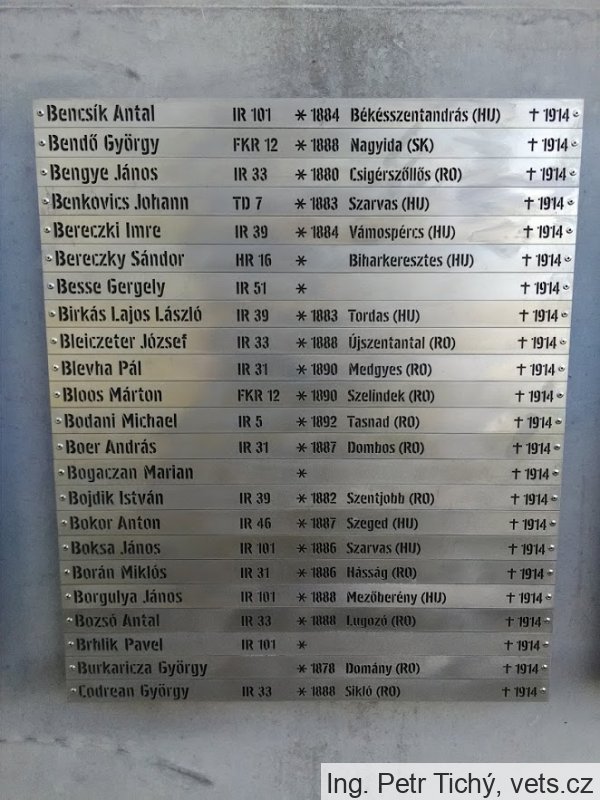 Bencsík Antal IR 101 * 1884 Békésszentandrás (HU) † 1914
Bendő György FKR 12 * 1888 Nagyida (SK) † 1914
Bengye János IR 33 * 1880 Csigérszőllős (RO) † 1914
Benkovics Johann TD 7 * 1883 Szarvas (HU) † 1914
Bereczki Imre IR 39 * 1884 Vámospércs (HU) † 1914
Bereczky Sándor HR 16 * Biharkeresztes (HU) † 1914
Besse Gergely IR 51 * † 1914
Birkás Lajos László IR 39 * 1883 Tordas (HU) † 1914
Bleiczeter József IR 33 * 1888 Újszentantal (RO) † 1914
Blevha Pál IR 31 * 1890 Medgyes (RO) † 1914
Bloos Márton FKR 12 * 1890 Szelindek (RO) † 1914
Bodani Michael IR 5 * 1892 Tasnad (RO) † 1914
Boer András IR 31 * 1887 Dombos (RO) † 1914
Bogaczan Marian * † 1914
Bojdik István IR 39 * 1882 Szentjobb (RO) † 1914
Bokor Anton IR 46 * 1887 Szeged (HU) † 1914
Boksa János IR 101 * 1886 Szarvas (HU) † 1914
Borán Miklós IR 31 * 1886 Hásság (RO) † 1914
Borgulya János IR 101 * 1888 Mezőberény (HU) † 1914
Bozsó Antal IR 33 * 1888 Lugozó (RO) † 1914
Brhlik Pavel IR 101 * † 1914
Burkaricza György * 1878 Domány (RO) † 1914
Codrean György IR 33 * 1888 Sikló (RO) † 1914
Ing. Petr Tichý, vets.cz